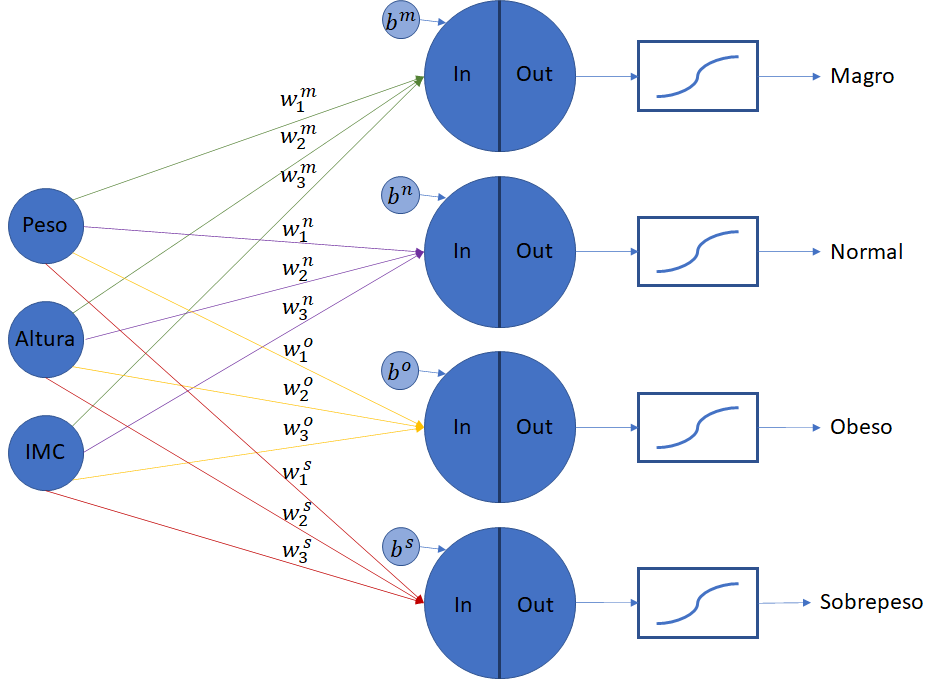 b^m
In Out
Magro
w_1^m
w_2^m
w_3^m
Peso
b^n
w_1^n
In Out
Normal
w_2^n
w_3^n
Altura
w_1^o
b^o
w_2^o
In Out
Obeso
w_3^o
IMC
w_1^s
w_2^s
w_3^s
b^s
In Out
Sobrepeso